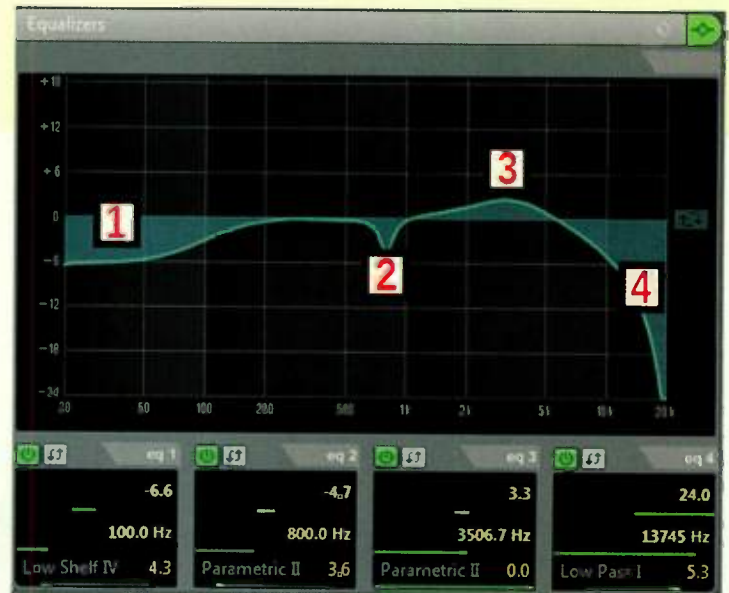 Equalizers
+18
+12
+6
0
-6
-12
-18
-24
1
2
3
4
20 50 100 200 500 1k 2k 5k 10k 20k
eq 1 eq 2 eq 3 eq 4
-6.6 -4.7 3.3 24.0
100.0 Hz 800.0 Hz 3506.7 Hz 13745 Hz
Low Shelf IV 4.3 Parametric II 3.6 Parametric II 0.0 Low Pass I 5.3